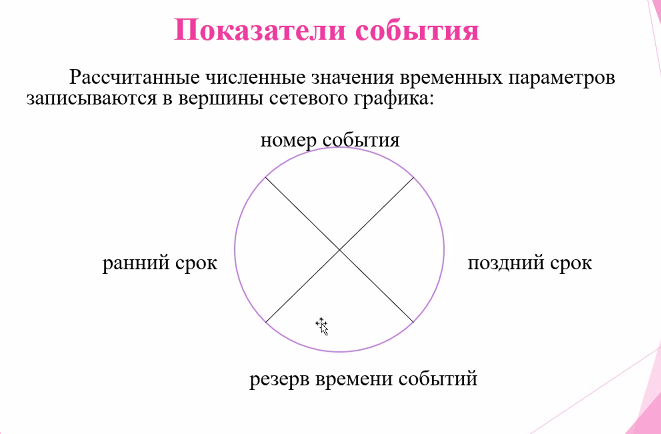 Показатели события
Рассчитанные численные значения временных параметров
записываются в вершины сетевого графика:
номер события
ранний срок
поздний срок
резерв времени событий